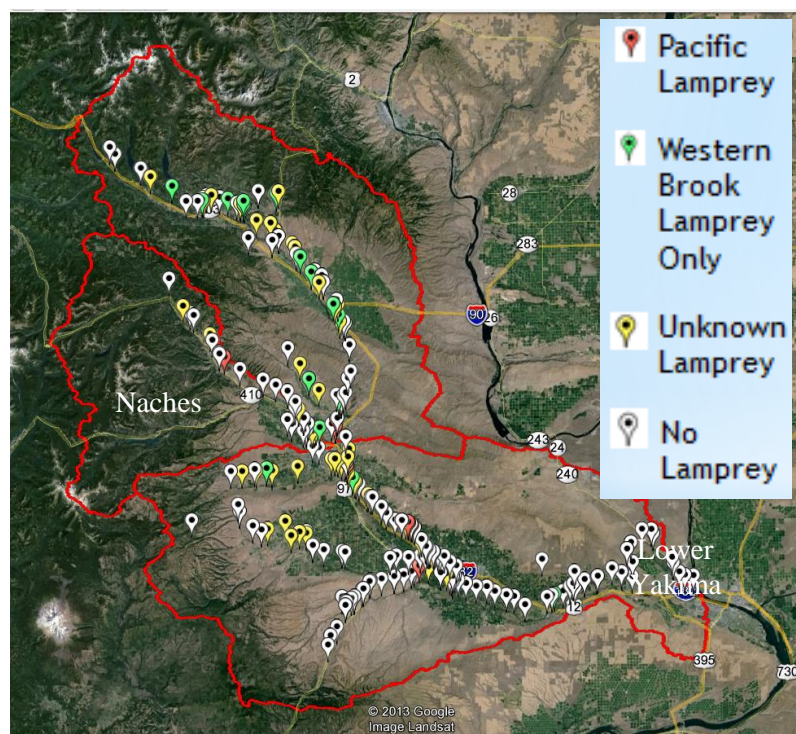 Pacific
Lamprey
Western
Brook
Lamprey
Only
Unknown
Lamprey
No
Lamprey
2
28
283
90
26
410
Naches
243
24
240
97
82
12
Lower
Yakima
395
730
© 2013 Google
Image Landsat